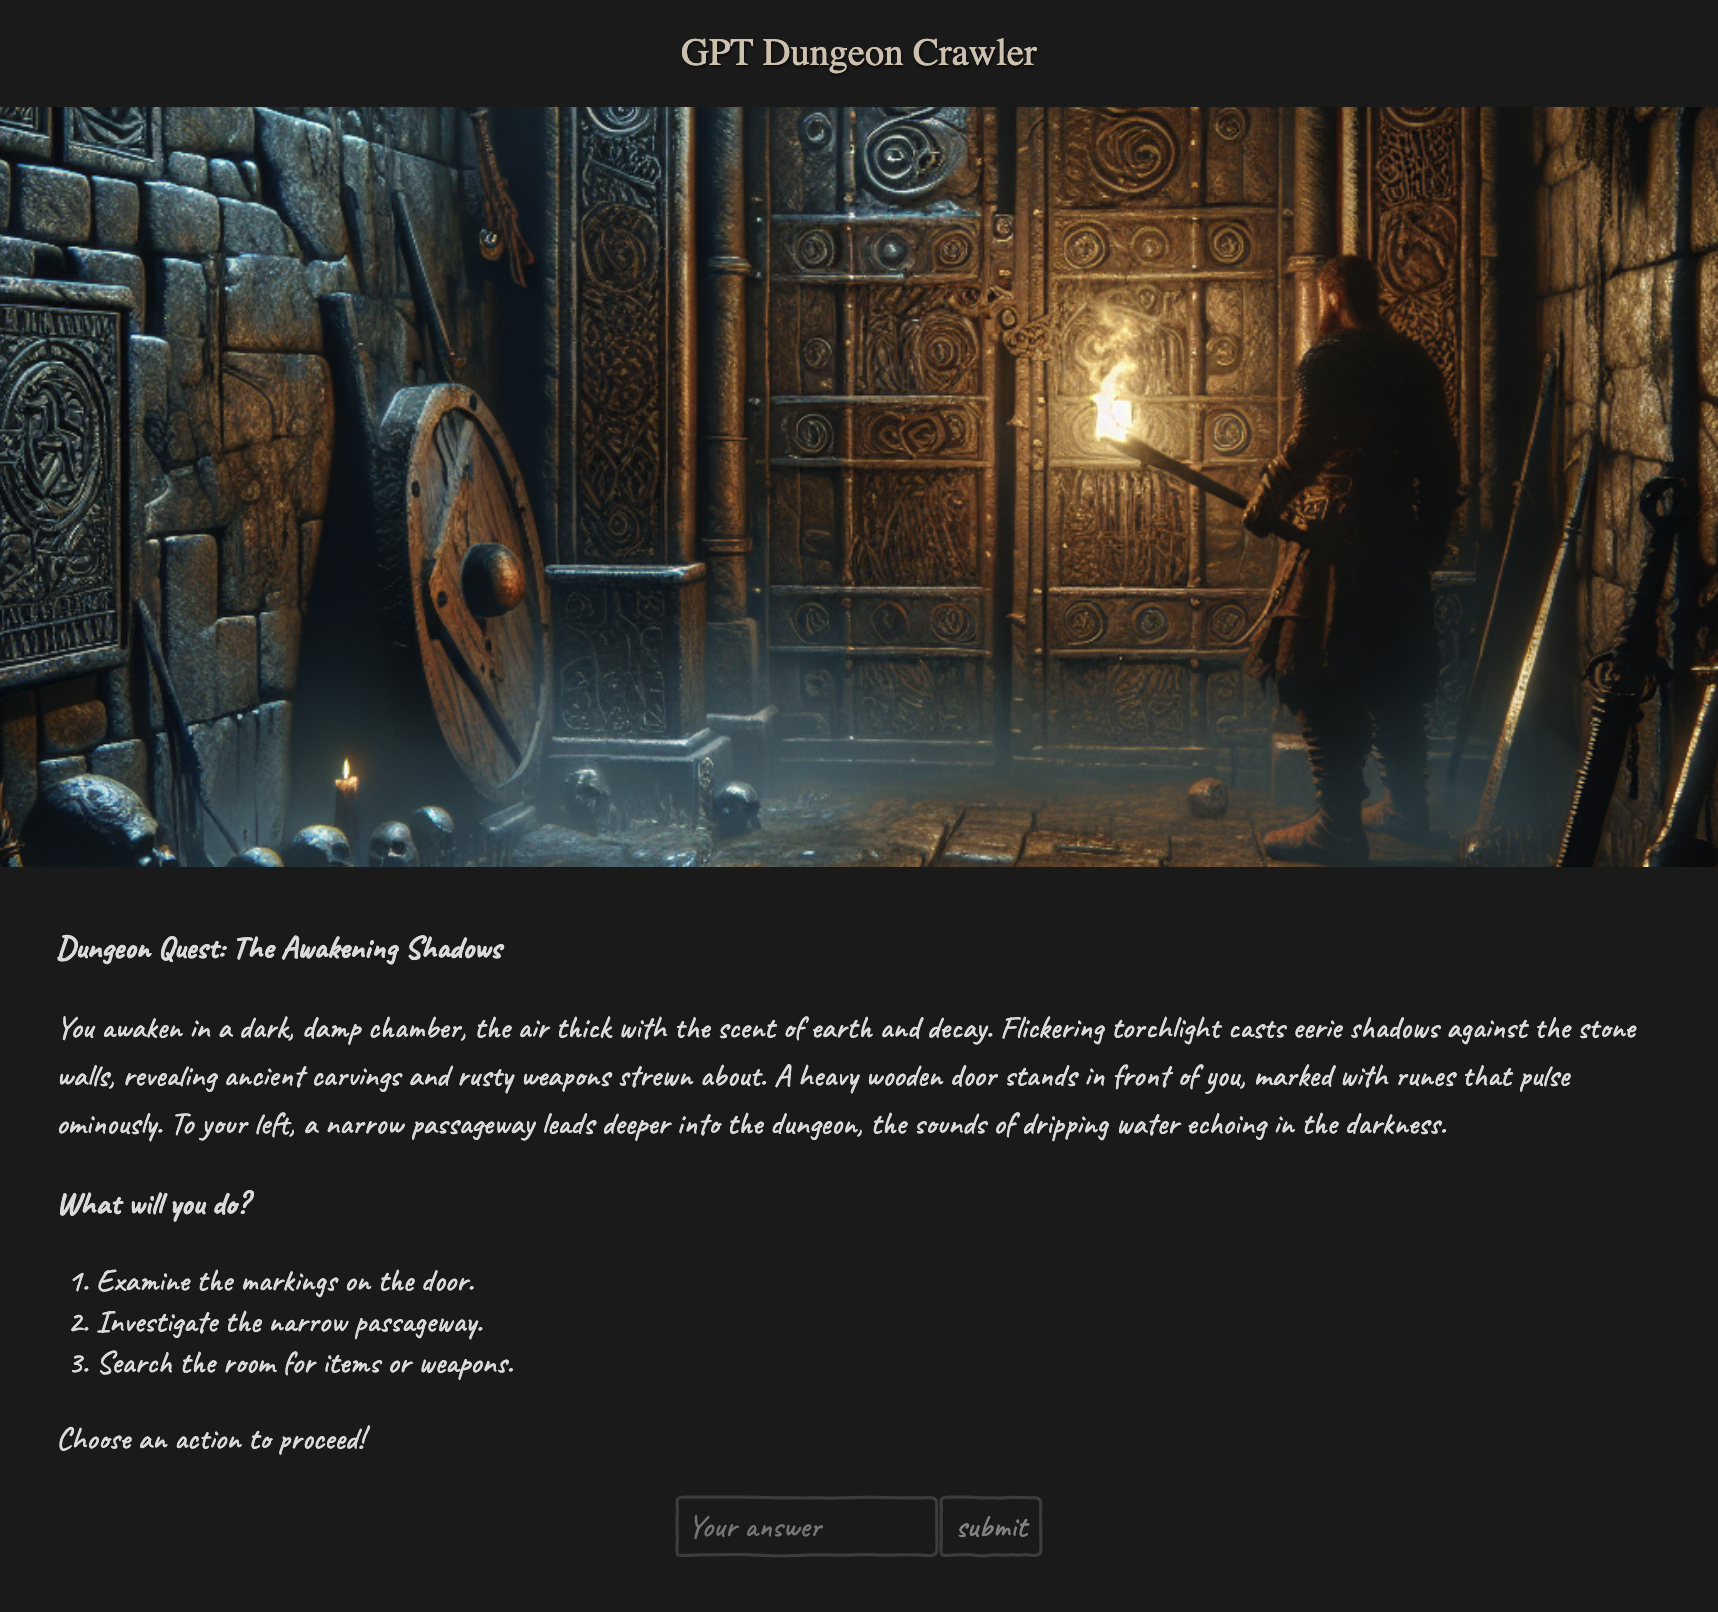 GPT Dungeon Crawler
Dungeon Quest: The Awakening Shadows
You awaken in a dark, damp chamber, the air thick with the scent of earth and decay. Flickering torchlight casts eerie shadows against the stone
walls, revealing ancient carvings and rusty weapons strewn about. A heavy wooden door stands in front of you, marked with runes that pulse
ominously. To your left, a narrow passageway leads deeper into the dungeon, the sounds of dripping water echoing in the darkness.
What will you do?
1. Examine the markings on the door.
2. Investigate the narrow passageway.
3. Search the room for items or weapons.
Choose an action to proceed!
Your answer submit